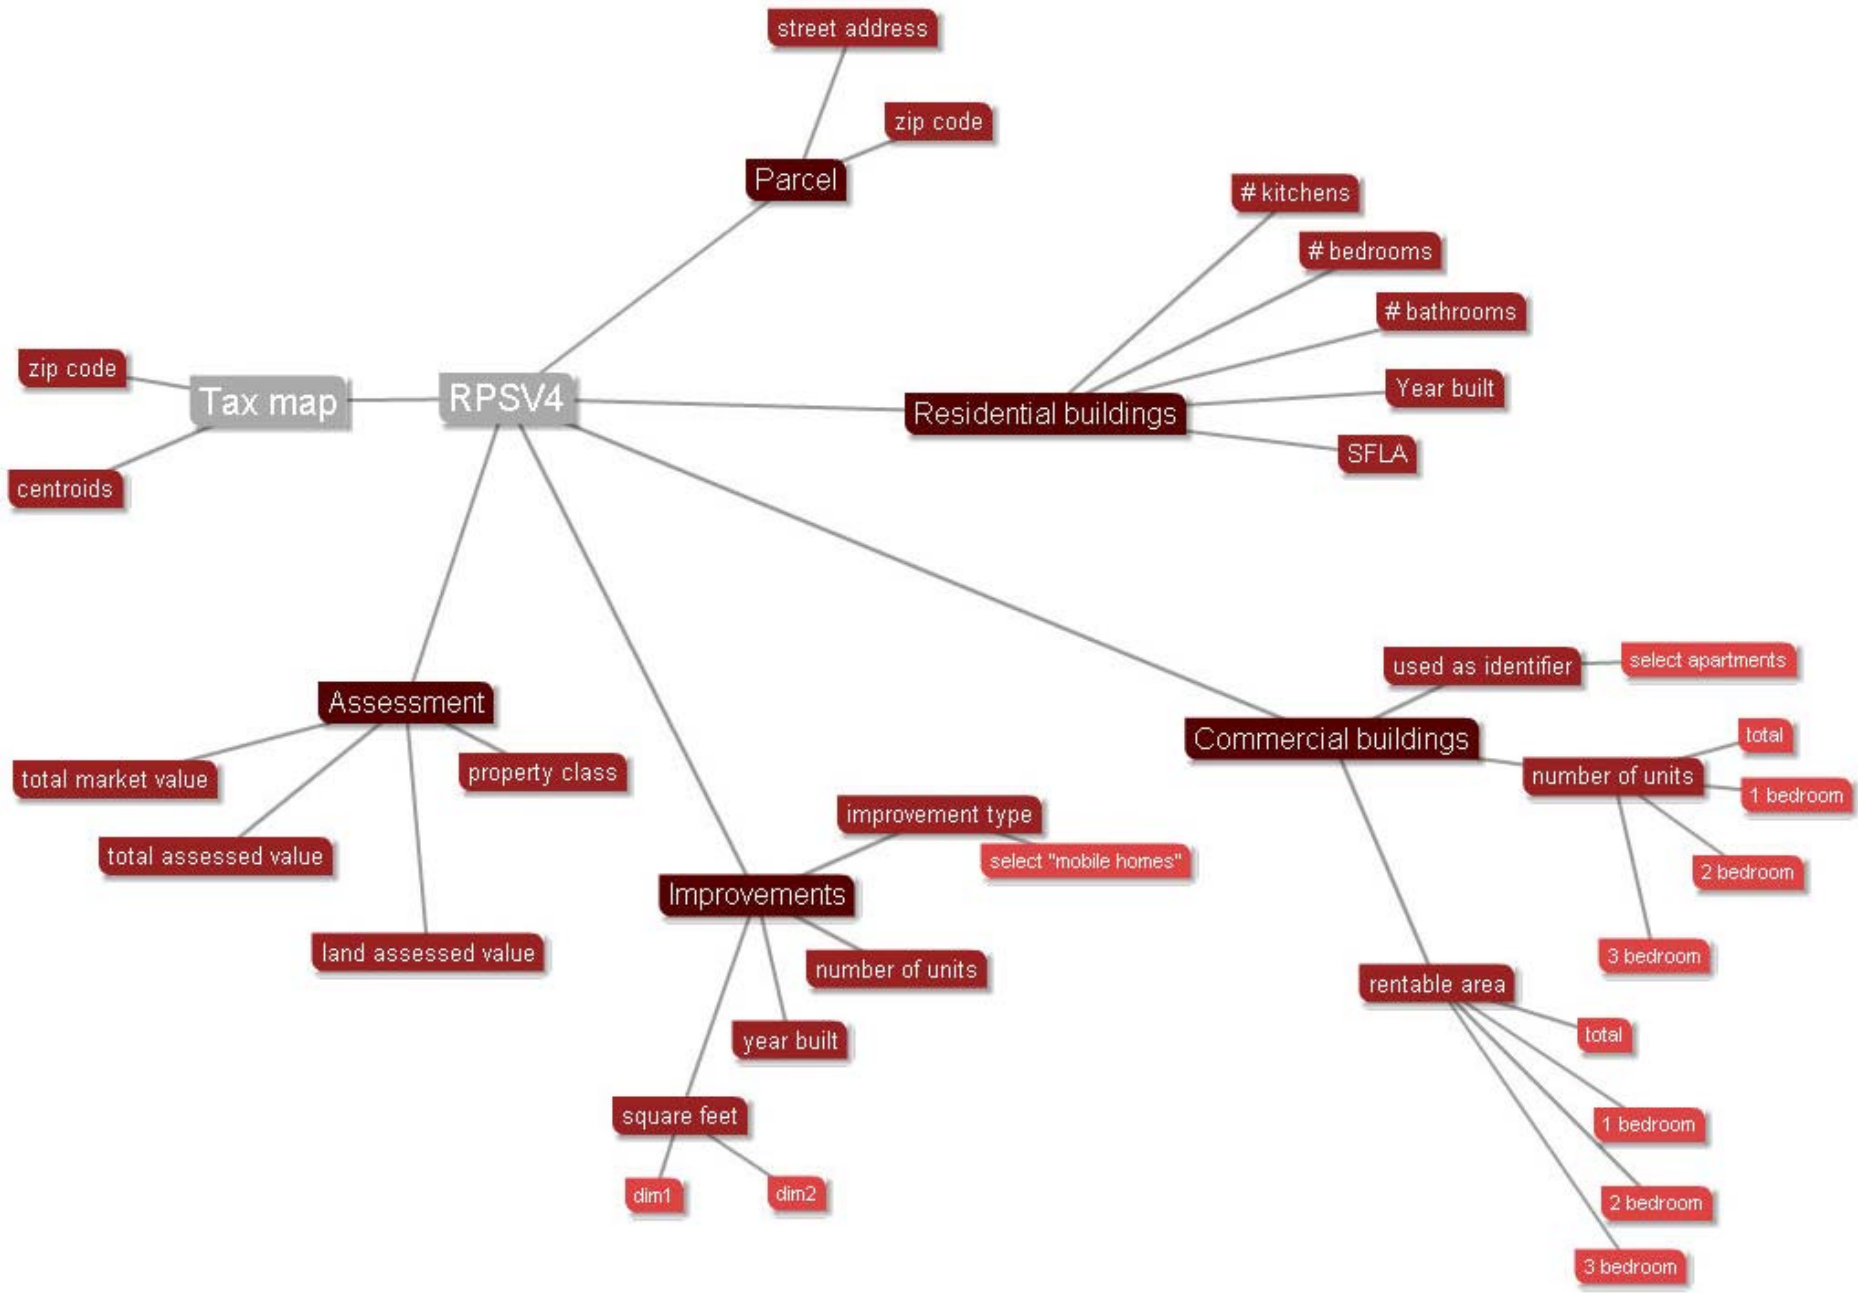 street address
zip code
Parcel
# kitchens
# bedrooms
# bathrooms
Year built
SFLA
Residential buildings
zip code
Tax map
RPSV4
centroids
Assessment
total market value
property class
total assessed value
land assessed value
improvement type
select "mobile homes"
Improvements
number of units
year built
square feet
dim1
dim2
used as identifier
select apartments
Commercial buildings
total
number of units
1 bedroom
2 bedroom
3 bedroom
rentable area
total
1 bedroom
2 bedroom
3 bedroom